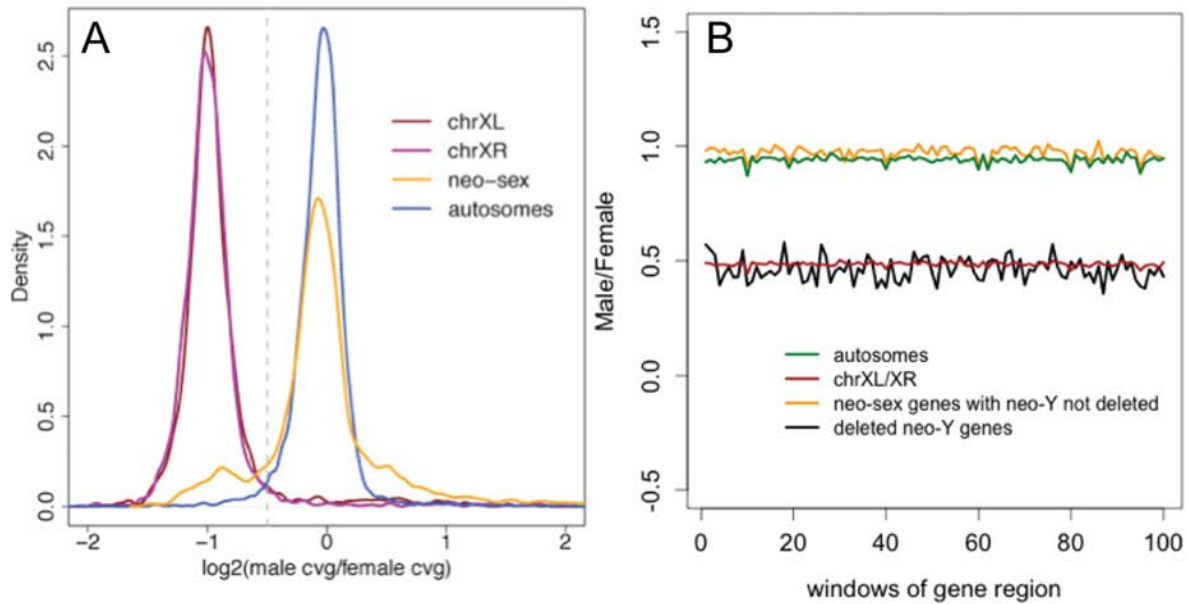 A
2.5
2.0
1.5
1.0
0.5
0.0
Density
chrXL
chrXR
neo-sex
autosomes
-2 -1 0 1 2
log2(male cvg/female cvg)
B
1.5
1.0
0.5
0.0
-0.5
Male/Female
autosomes
chrXL/XR
neo-sex genes with neo-Y not deleted
deleted neo-Y genes
0 20 40 60 80 100
windows of gene region